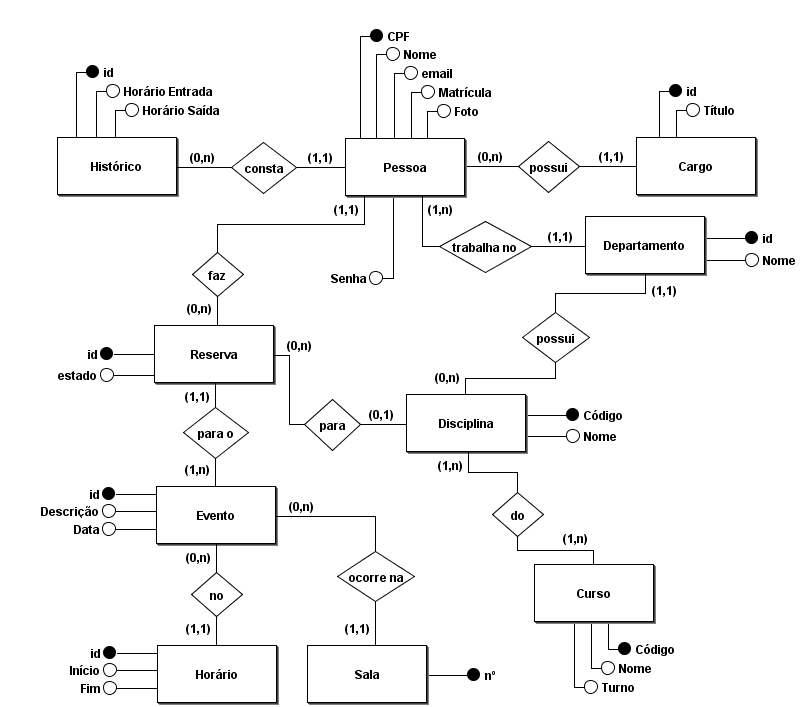 CPF
Nome
email
Matrícula
Foto
id
Horário Entrada
Horário Saída
id
Título
Histórico
(0,n)
consta
(1,1)
Pessoa
(0,n)
possui
(1,1)
Cargo
(1,1)
(1,n)
Senha
trabalha no
(1,1)
Departamento
id
Nome
(1,1)
faz
(0,n)
possui
(0,n)
id
estado
Reserva
(0,n)
(1,1)
para
(0,1)
Disciplina
Código
Nome
(1,n)
para o
(1,n)
id
Descrição
Data
Evento
(0,n)
(0,n)
do
(1,n)
no
(1,1)
ocorre na
(1,1)
Curso
Código
Nome
Turno
id
Início
Fim
Horário
Sala
n°